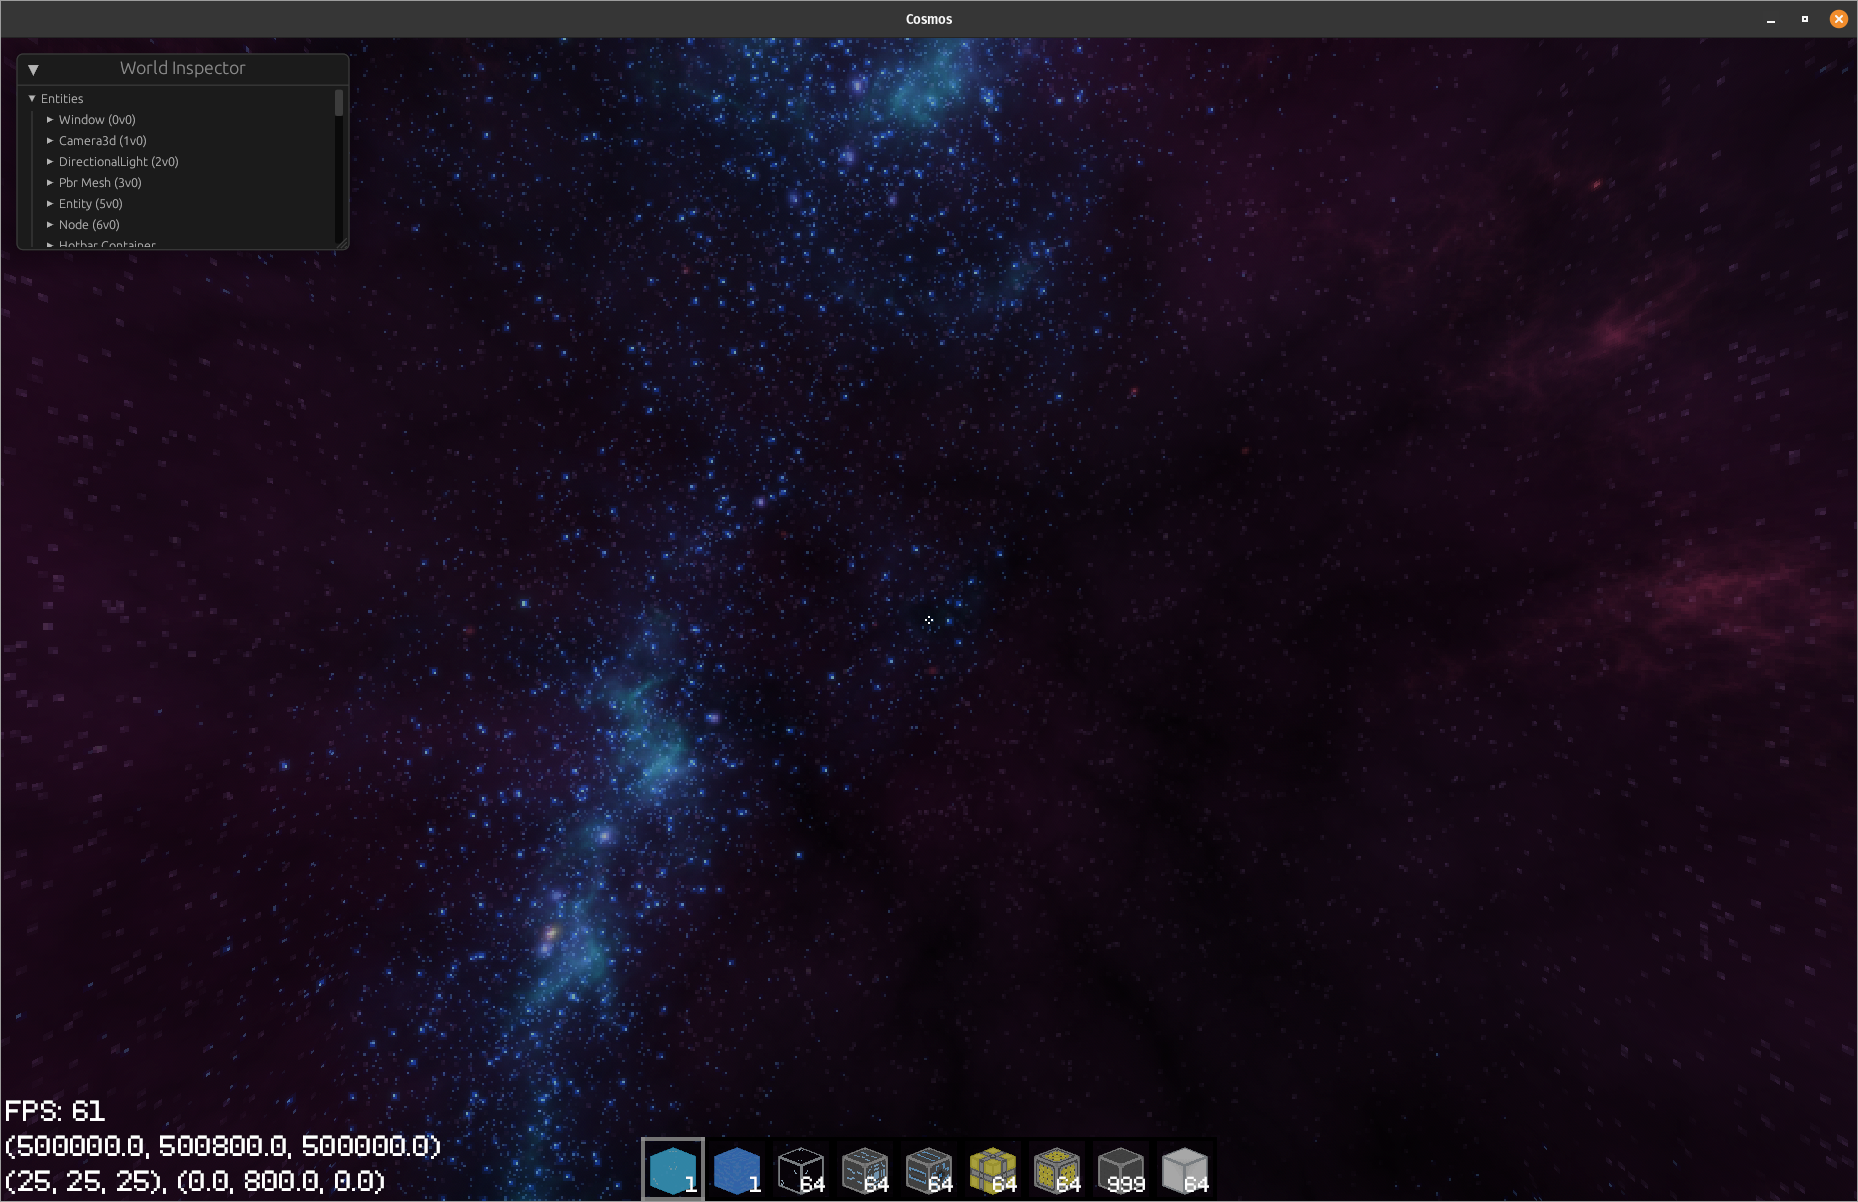 Cosmos
World Inspector
Entities
Window (0v0)
Camera3d (1v0)
DirectionalLight (2v0)
Pbr Mesh (3v0)
Entity (5v0)
Node (6v0)
Hotbar Container
FPS: 61
(500000.0, 500800.0, 500000.0)
(25, 25, 25), (0.0, 800.0, 0.0)
1 1 64 64 64 64 64 999 64